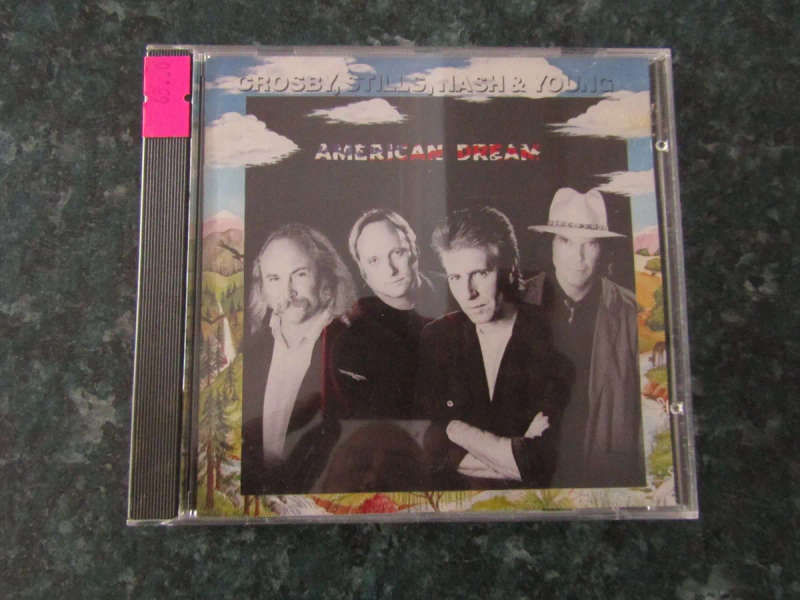 CROSBY, STILLS, NASH & YOUNG
AMERICAN DREAM